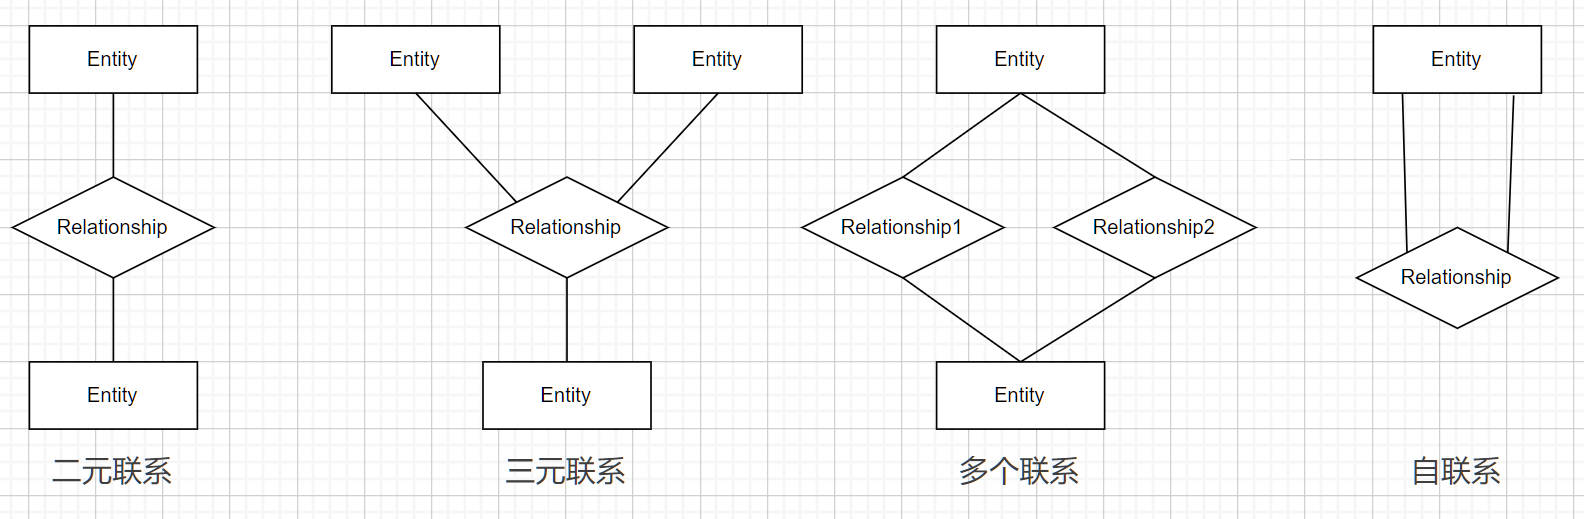 Entity
Relationship
Entity
二元联系
Entity
Entity
Relationship
Entity
三元联系
Entity
Relationship1
Relationship2
Entity
多个联系
Entity
Relationship
自联系